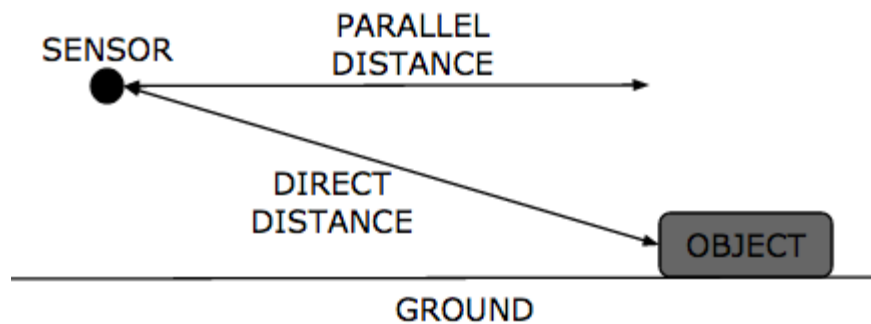 SENSOR
PARALLEL
DISTANCE
DIRECT
DISTANCE
OBJECT
GROUND